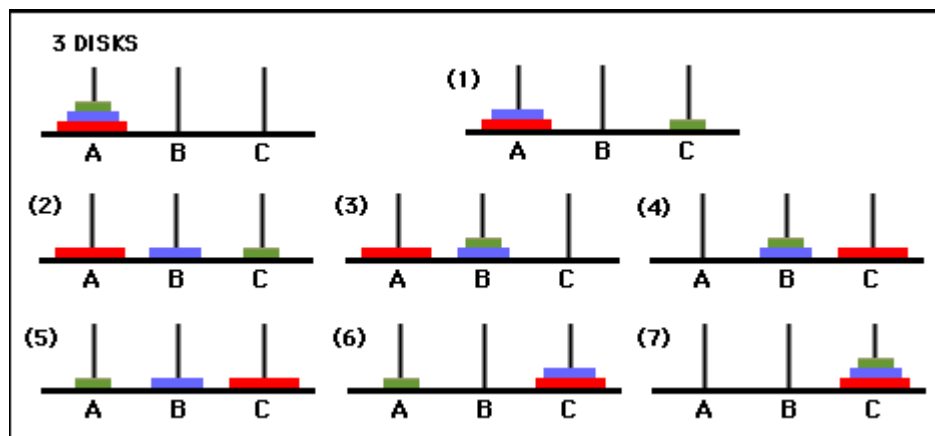 3 DISKS
A B C
(1)
A B C
(2)
A B C
(3)
A B C
(4)
A B C
(5)
A B C
(6)
A B C
(7)
A B C